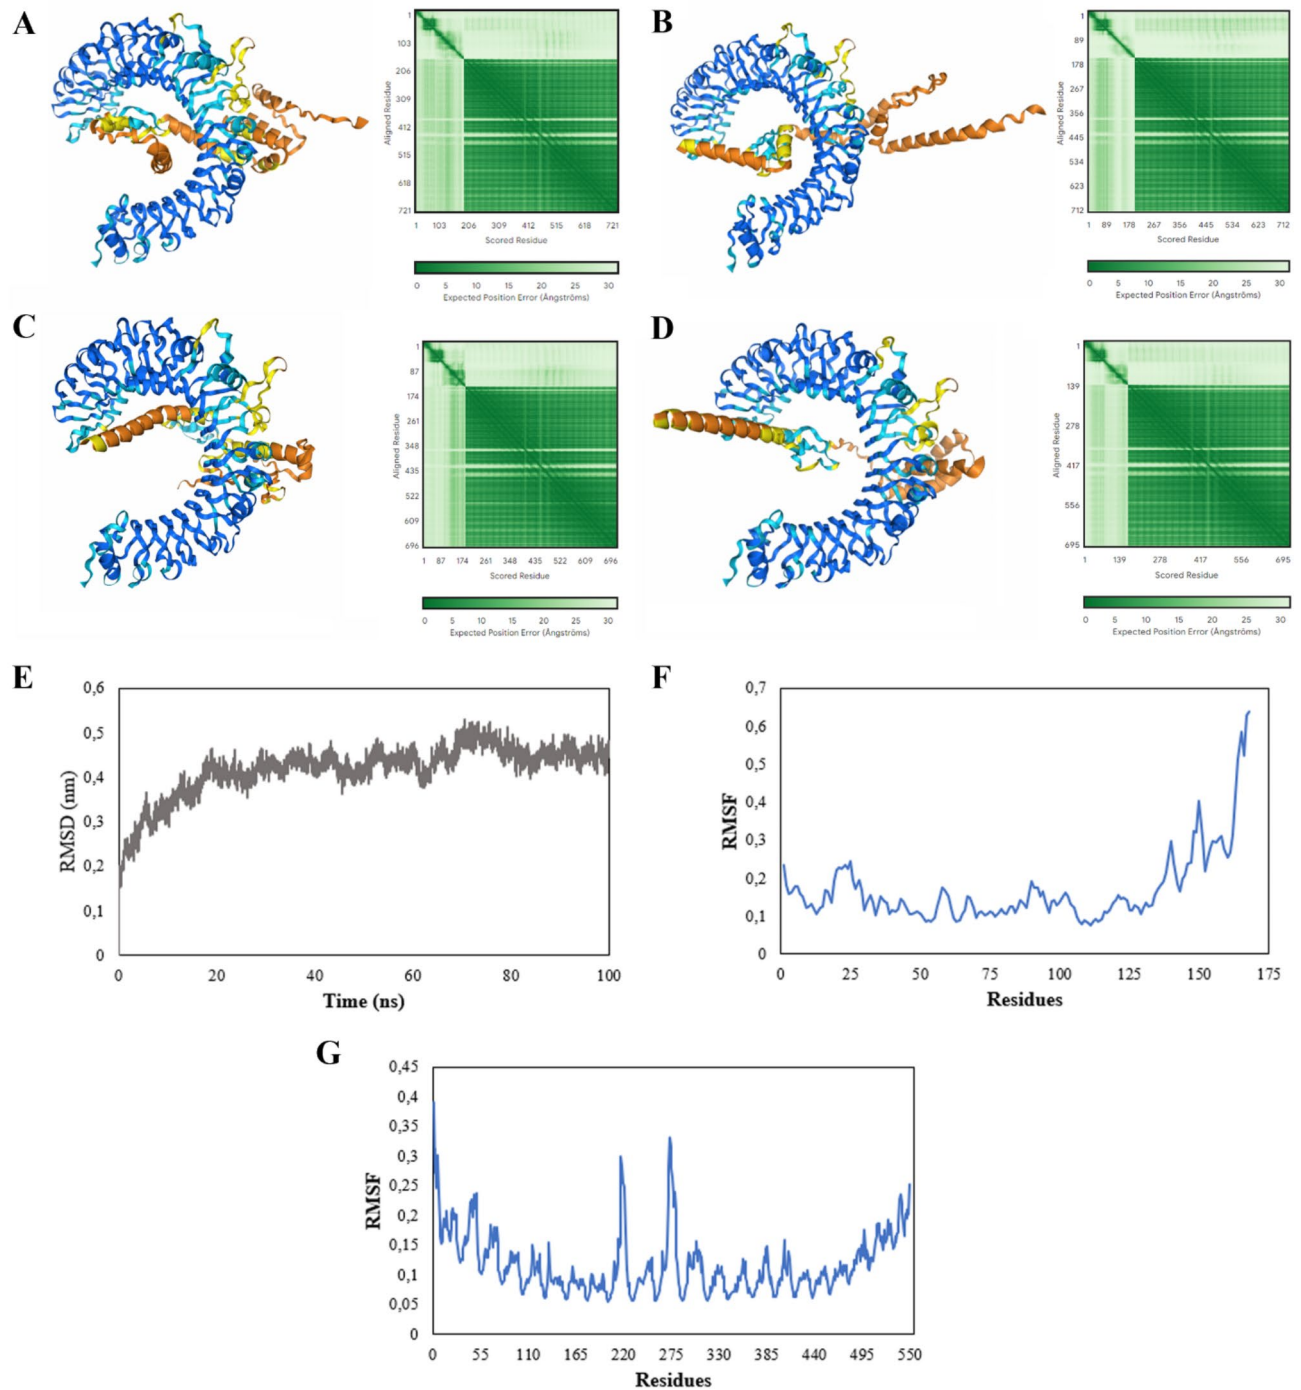 A
1
103
206
309
412
515
618
721
Aligned Residue
1 103 206 309 412 515 618 721
Scored Residue
0 5 10 15 20 25 30
Expected Position Error (Ångströms)
B
1
89
178
267
356
445
534
623
712
Aligned Residue
1 89 178 267 356 445 534 623 712
Scored Residue
0 5 10 15 20 25 30
Expected Position Error (Ångströms)
C
1
87
174
261
348
435
522
609
696
Aligned Residue
1 87 174 261 348 435 522 609 696
Scored Residue
0 5 10 15 20 25 30
Expected Position Error (Ångströms)
D
1
139
278
417
556
695
Aligned Residue
1 139 278 417 556 695
Scored Residue
0 5 10 15 20 25 30
Expected Position Error (Ångströms)
E
0,6
0,5
0,4
0,3
0,2
0,1
0
RMSD (nm)
0 20 40 60 80 100
Time (ns)
F
0,7
0,6
0,5
0,4
0,3
0,2
0,1
0
RMSF
0 25 50 75 100 125 150 175
Residues
G
0,45
0,4
0,35
0,3
0,25
0,2
0,15
0,1
0,05
0
RMSF
0 55 110 165 220 275 330 385 440 495 550
Residues